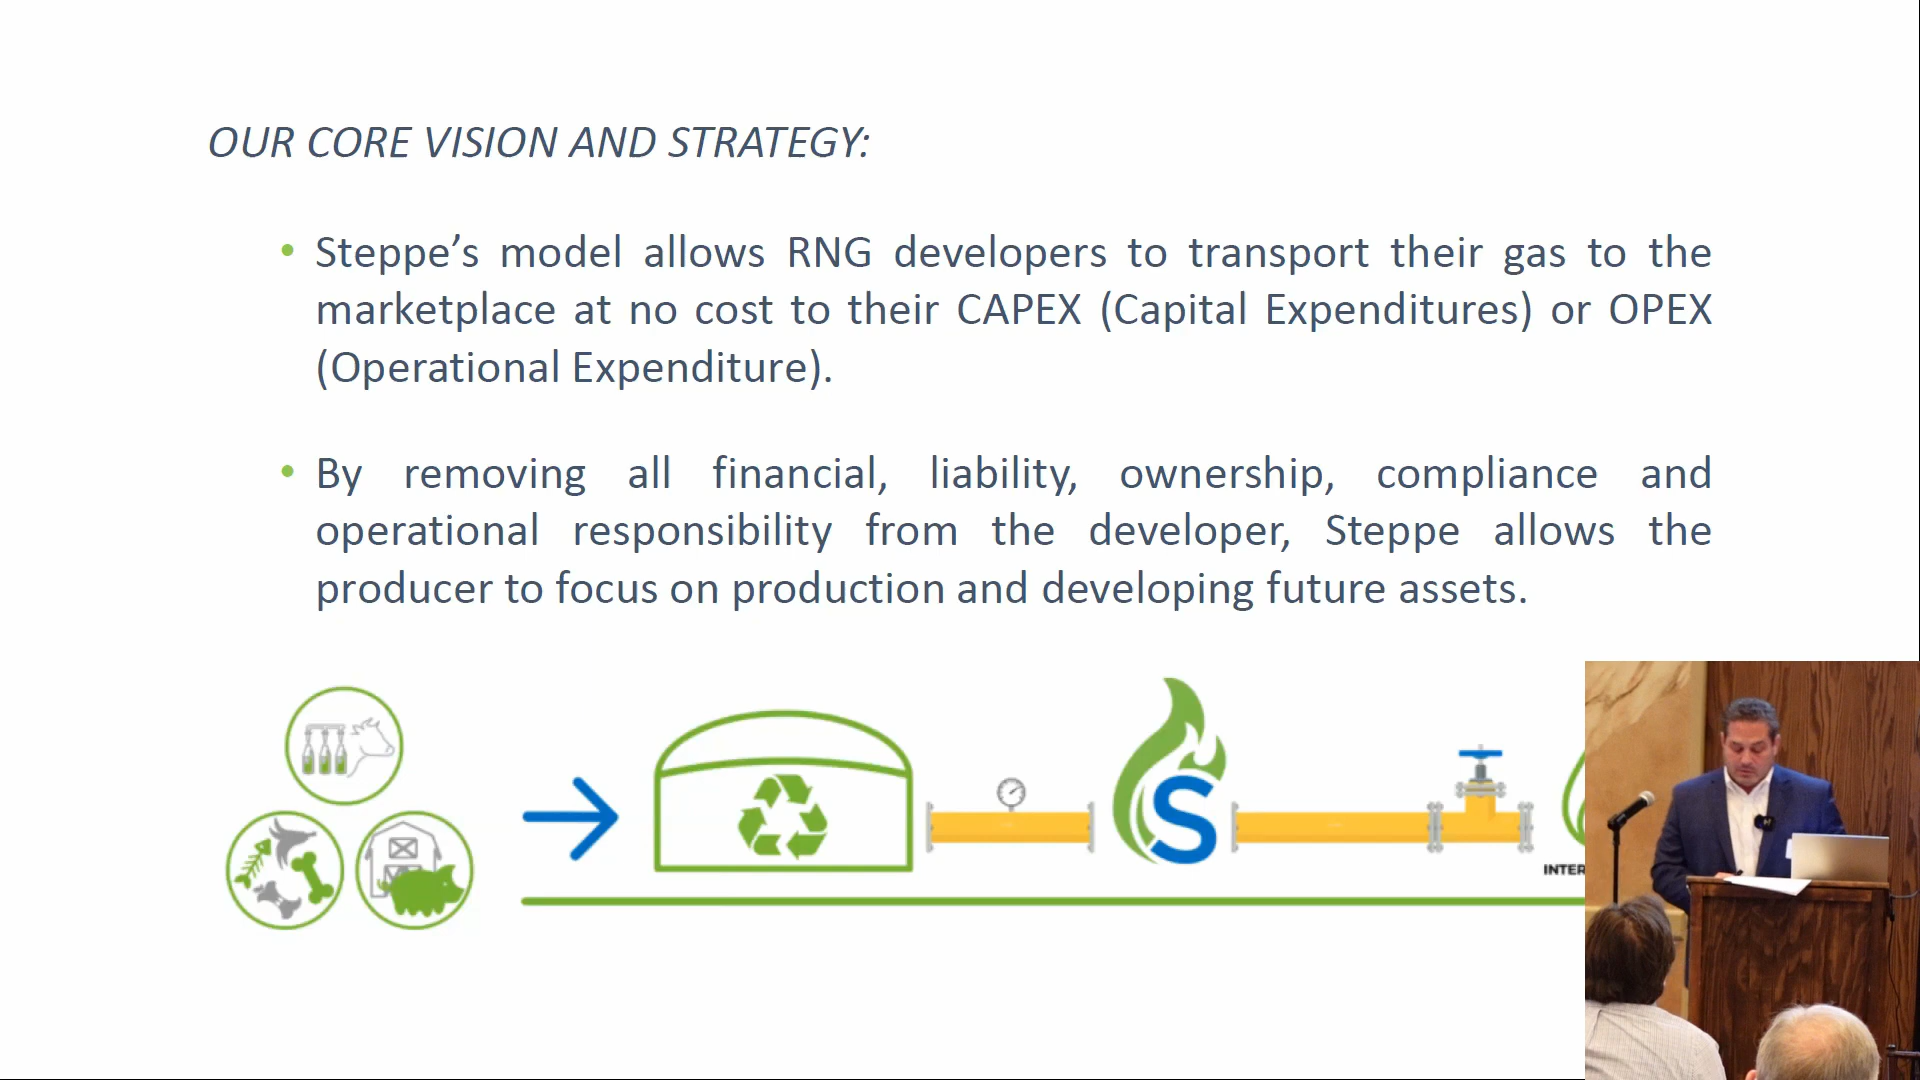 OUR CORE VISION AND STRATEGY:
• Steppe’s model allows RNG developers to transport their gas to the
marketplace at no cost to their CAPEX (Capital Expenditures) or OPEX
(Operational Expenditure).
• By removing all financial, liability, ownership, compliance and
operational responsibility from the developer, Steppe allows the
producer to focus on production and developing future assets.
S